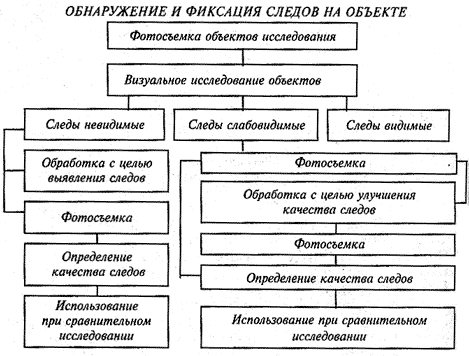 ОБНАРУЖЕНИЕ И ФИКСАЦИЯ СЛЕДОВ НА ОБЪЕКТЕ
Фотосъемка объектов исследования
Визуальное исследование объектов
Следы невидимые
Следы слабовидимые
Следы видимые
Обработка с целью
выявления следов
Фотосъемка
Определение
качества следов
Использование
при сравнительном
исследовании
Фотосъемка
Обработка с целью улучшения
качества следов
Фотосъемка
Определение качества следов
Использование при сравнительном
исследовании